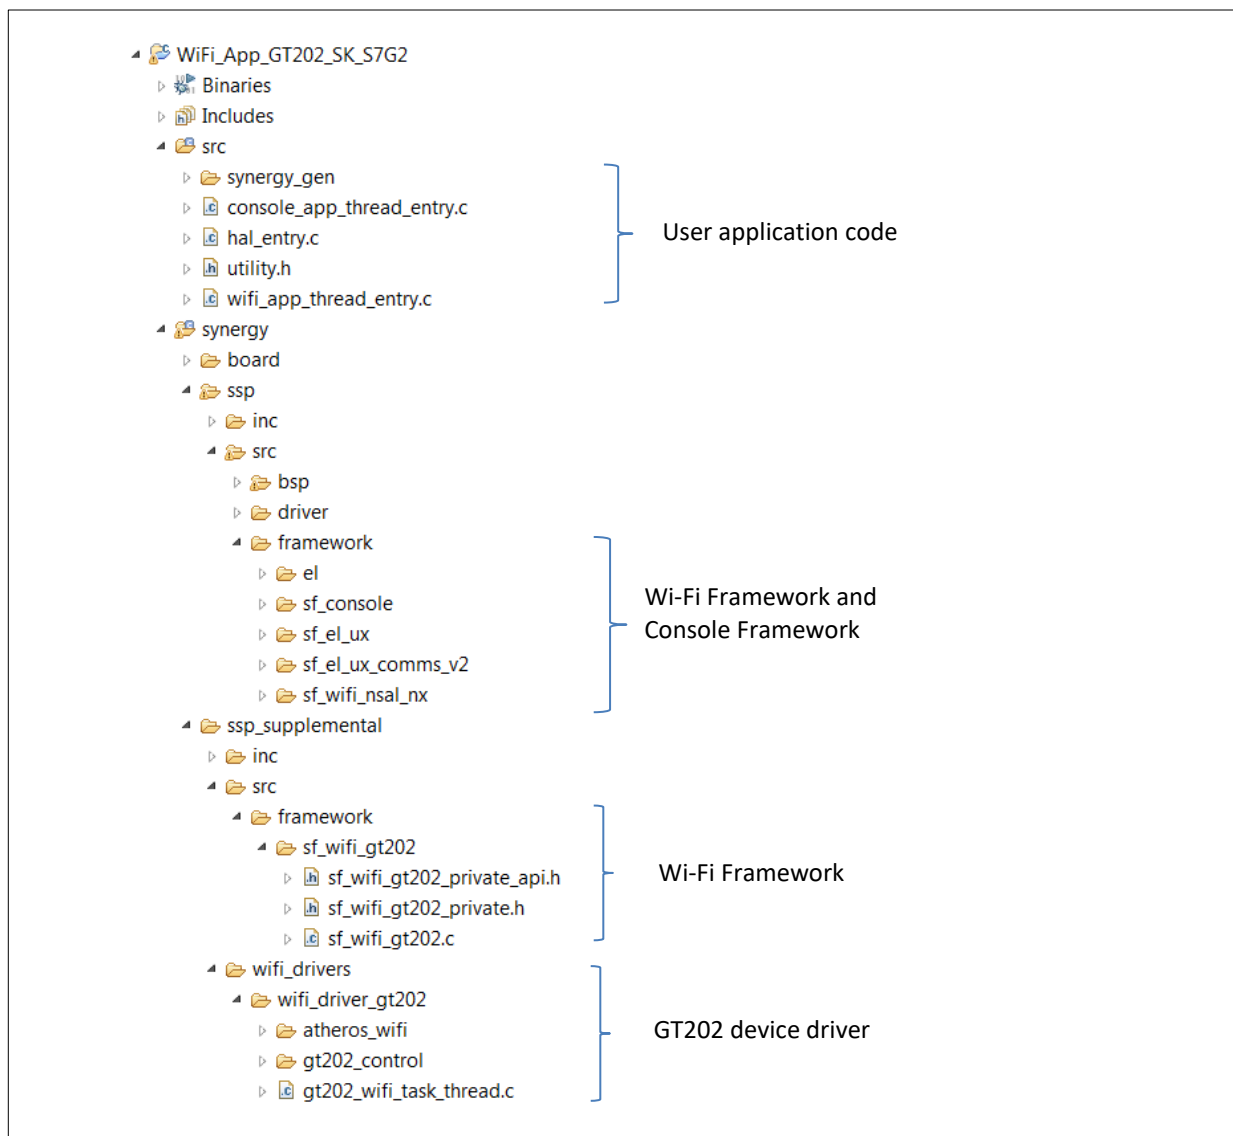 WiFi_App_GT202_SK_S7G2
Binaries
Includes
src
synergy_gen
console_app_thread_entry.c
hal_entry.c
utility.h
wifi_app_thread_entry.c
User application code
synergy
board
ssp
inc
src
bsp
driver
framework
el
sf_console
sf_el_ux
sf_el_ux_comms_v2
sf_wifi_nsal_nx
Wi-Fi Framework and
Console Framework
ssp_supplemental
inc
src
framework
sf_wifi_gt202
sf_wifi_gt202_private_api.h
sf_wifi_gt202_private.h
sf_wifi_gt202.c
Wi-Fi Framework
wifi_drivers
wifi_driver_gt202
atheros_wifi
gt202_control
gt202_wifi_task_thread.c
GT202 device driver